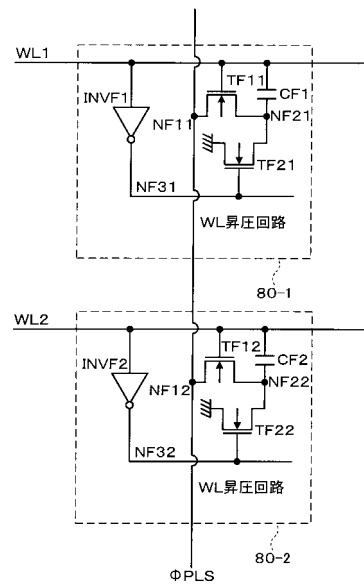 WL1
TF11
CF1
INVF1
NF11
NF21
TF21
NF31
WL昇圧回路
80-1
WL2
TF12
CF2
INVF2
NF12
NF22
TF22
NF32
WL昇圧回路
80-2
ΦPLS